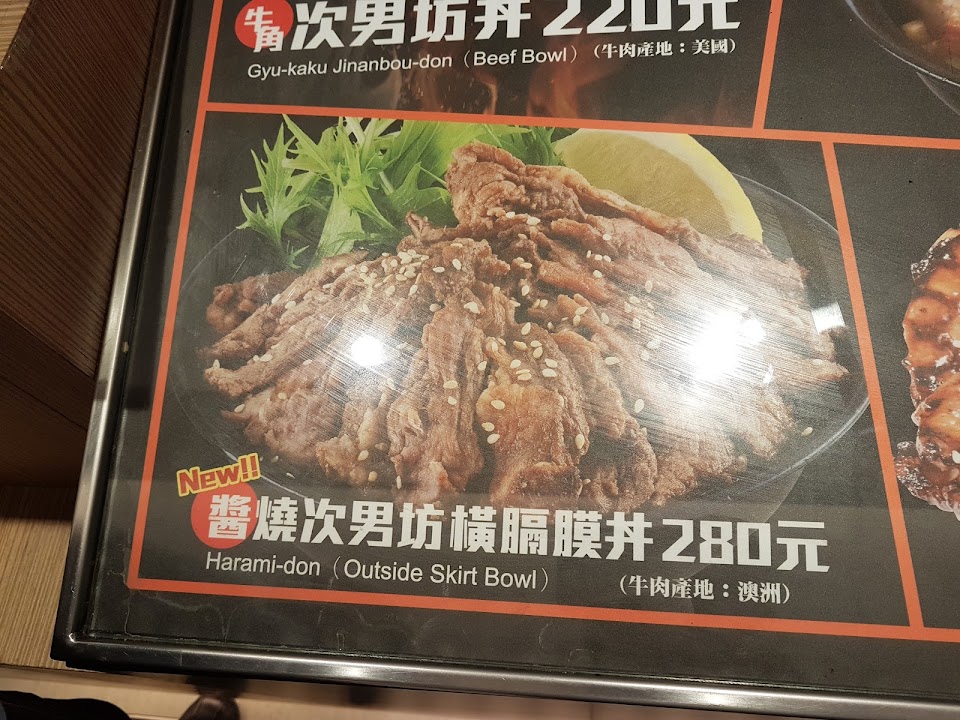 牛角次男坊丼 220元
Gyu-kaku Jinanbou-don（Beef Bowl）（牛肉產地：美國）
New!!
醬燒次男坊橫膈膜丼 280元
Harami-don（Outside Skirt Bowl）（牛肉產地：澳洲）